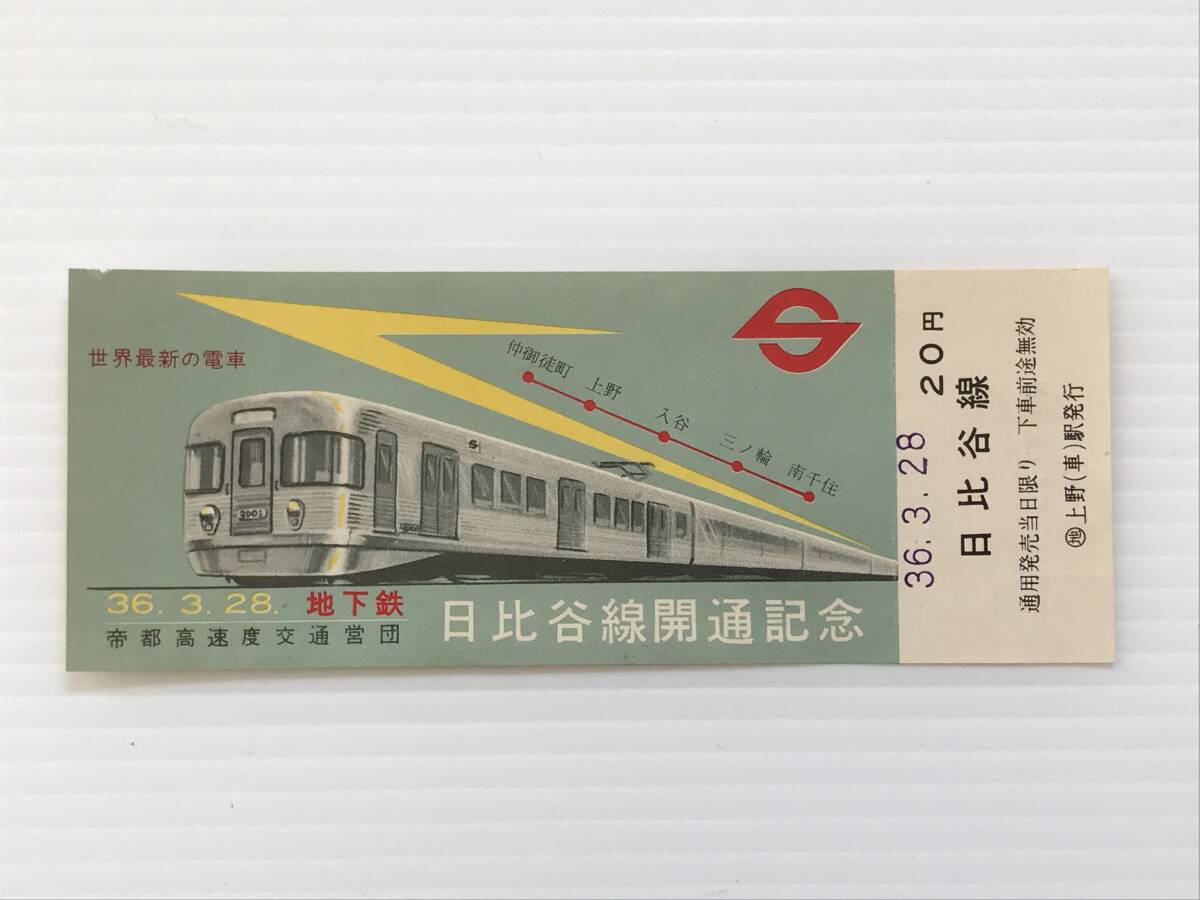 世界最新の電車
仲御徒町
上野
入谷
三ノ輪
南千住
3001
36. 3. 28. 地下鉄
帝都高速度交通営団
日比谷線開通記念
36. 3. 28
日比谷線 20円
通用発売当日限り 下車前途無効
㊞上野(車)駅発行